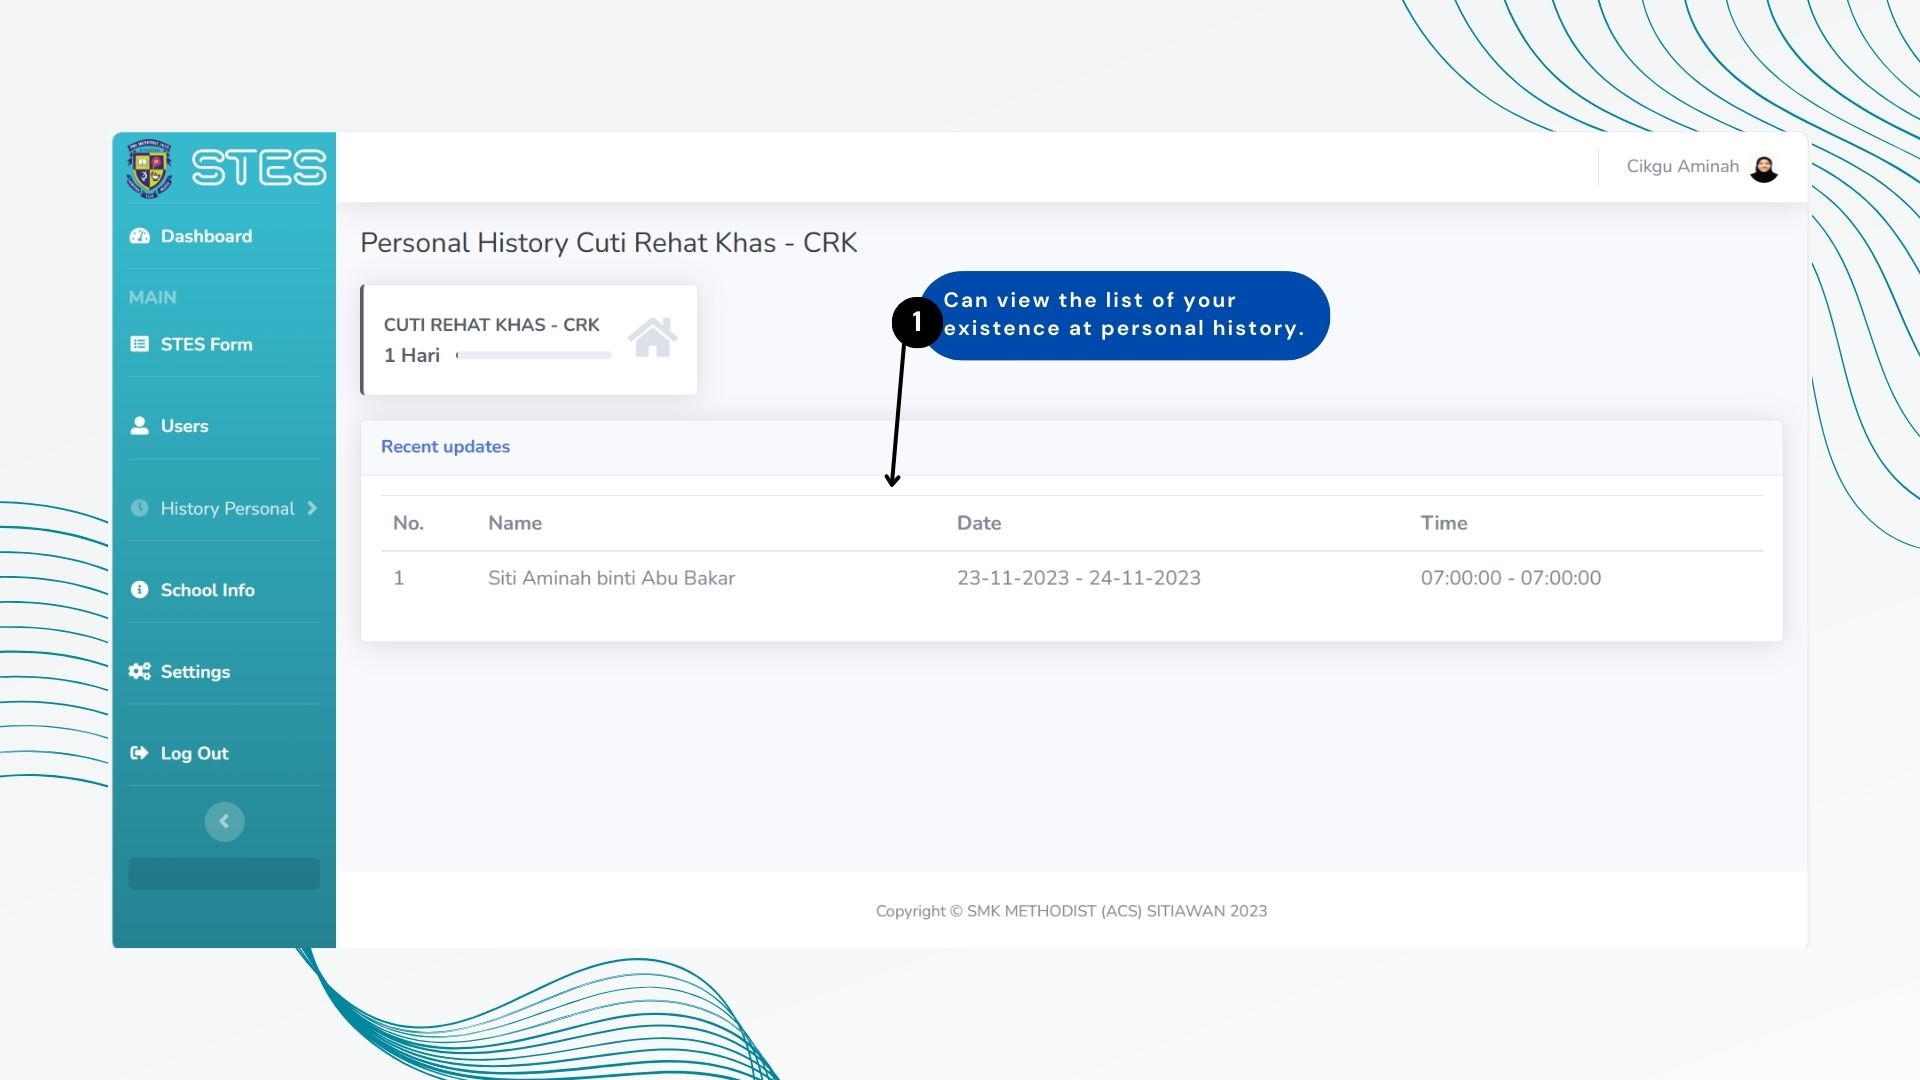 STES
Cikgu Aminah
Dashboard
MAIN
STES Form
Users
History Personal
School Info
Settings
Log Out
Personal History Cuti Rehat Khas - CRK
CUTI REHAT KHAS - CRK
1 Hari
1
Can view the list of your
existence at personal history.
Recent updates
No. Name Date Time
1 Siti Aminah binti Abu Bakar 23-11-2023 - 24-11-2023 07:00:00 - 07:00:00
Copyright © SMK METHODIST (ACS) SITIAWAN 2023